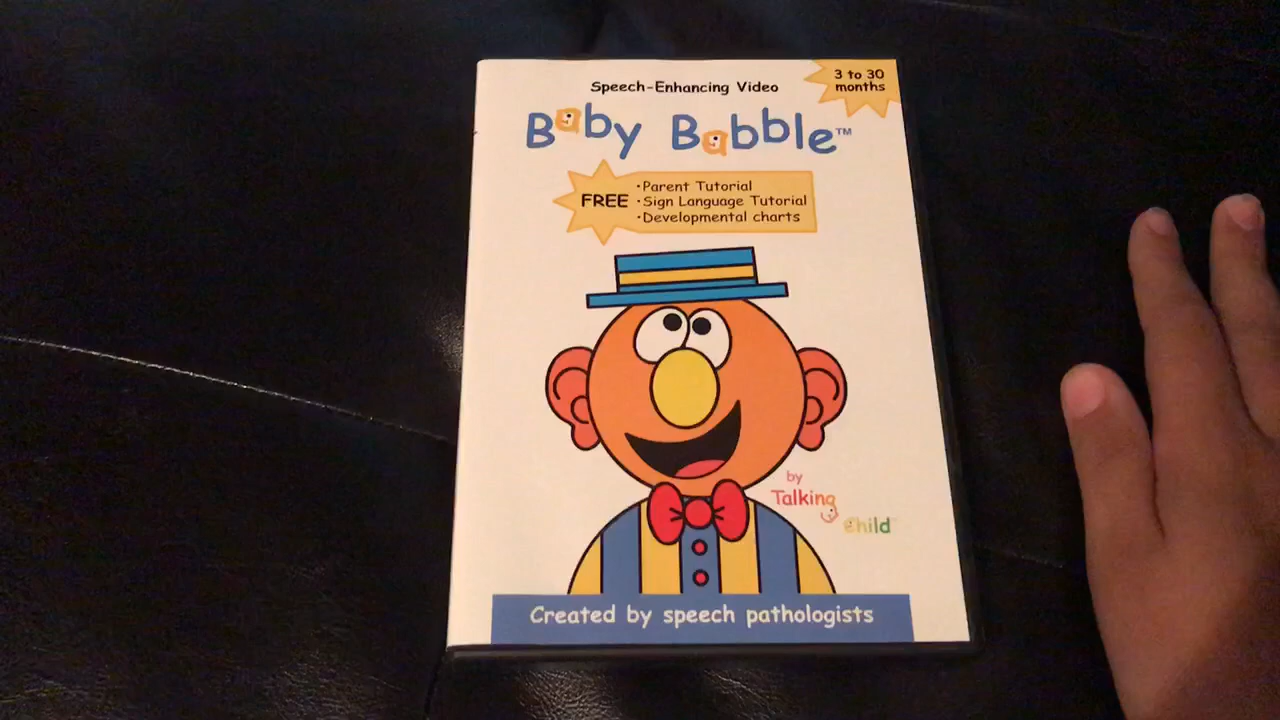 3 to 30
months
Speech-Enhancing Video
Baby Babble™
FREE
•Parent Tutorial
•Sign Language Tutorial
•Developmental charts
by
Talking
Child
Created by speech pathologists